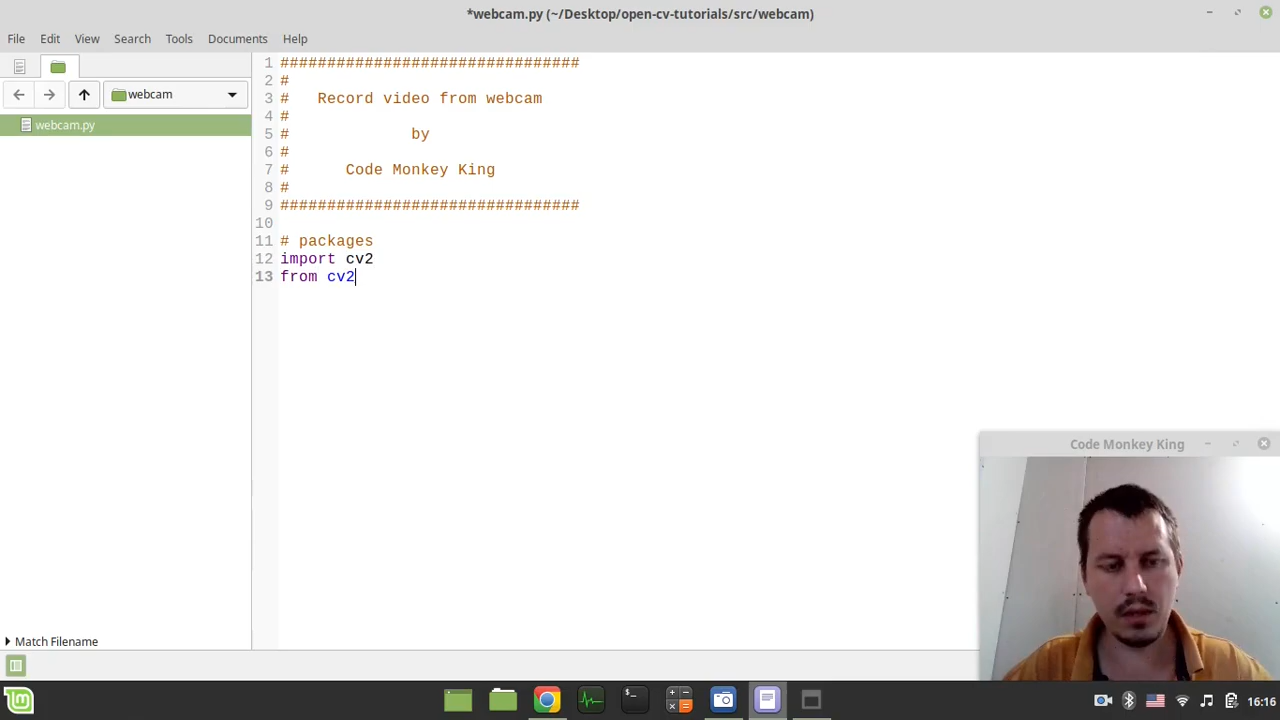 *webcam.py (~/Desktop/open-cv-tutorials/src/webcam)
File Edit View Search Tools Documents Help
webcam
webcam.py
1 ################################
2 #
3 #   Record video from webcam
4 #
5 #             by
6 #
7 #      Code Monkey King
8 #
9 ################################
10
11 # packages
12 import cv2
13 from cv2
Code Monkey King
Match Filename
16:16